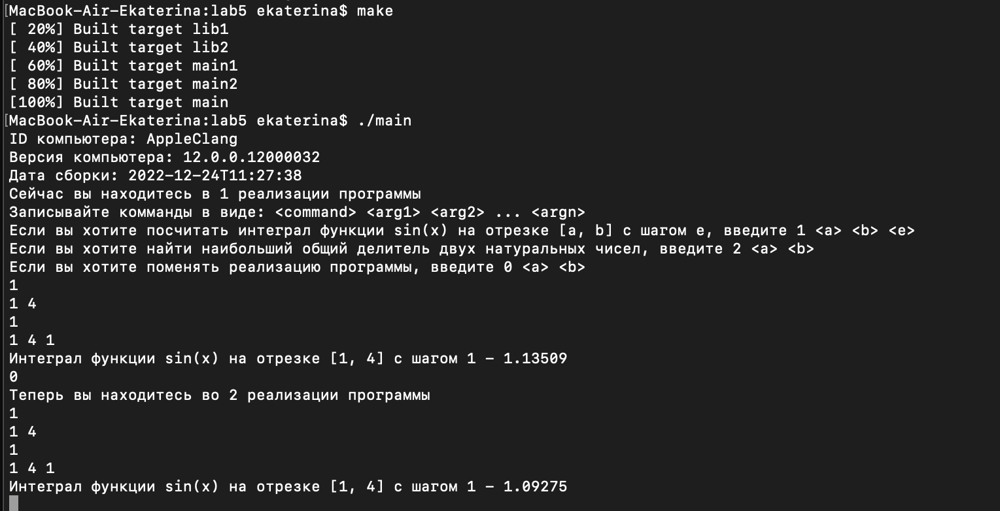 [MacBook-Air-Ekaterina:lab5 ekaterina$ make
[ 20%] Built target lib1
[ 40%] Built target lib2
[ 60%] Built target main1
[ 80%] Built target main2
[100%] Built target main
[MacBook-Air-Ekaterina:lab5 ekaterina$ ./main
ID компьютера: AppleClang
Версия компьютера: 12.0.0.12000032
Дата сборки: 2022-12-24T11:27:38
Сейчас вы находитесь в 1 реализации программы
Записывайте комманды в виде: <command> <arg1> <arg2> ... <argn>
Если вы хотите посчитать интеграл функции sin(x) на отрезке [a, b] с шагом e, введите 1 <a> <b> <e>
Если вы хотите найти наибольший общий делитель двух натуральных чисел, введите 2 <a> <b>
Если вы хотите поменять реализацию программы, введите 0 <a> <b>
1
1 4
1
1 4 1
Интеграл функции sin(x) на отрезке [1, 4] с шагом 1 - 1.13509
0
Теперь вы находитесь во 2 реализации программы
1
1 4
1
1 4 1
Интеграл функции sin(x) на отрезке [1, 4] с шагом 1 - 1.09275